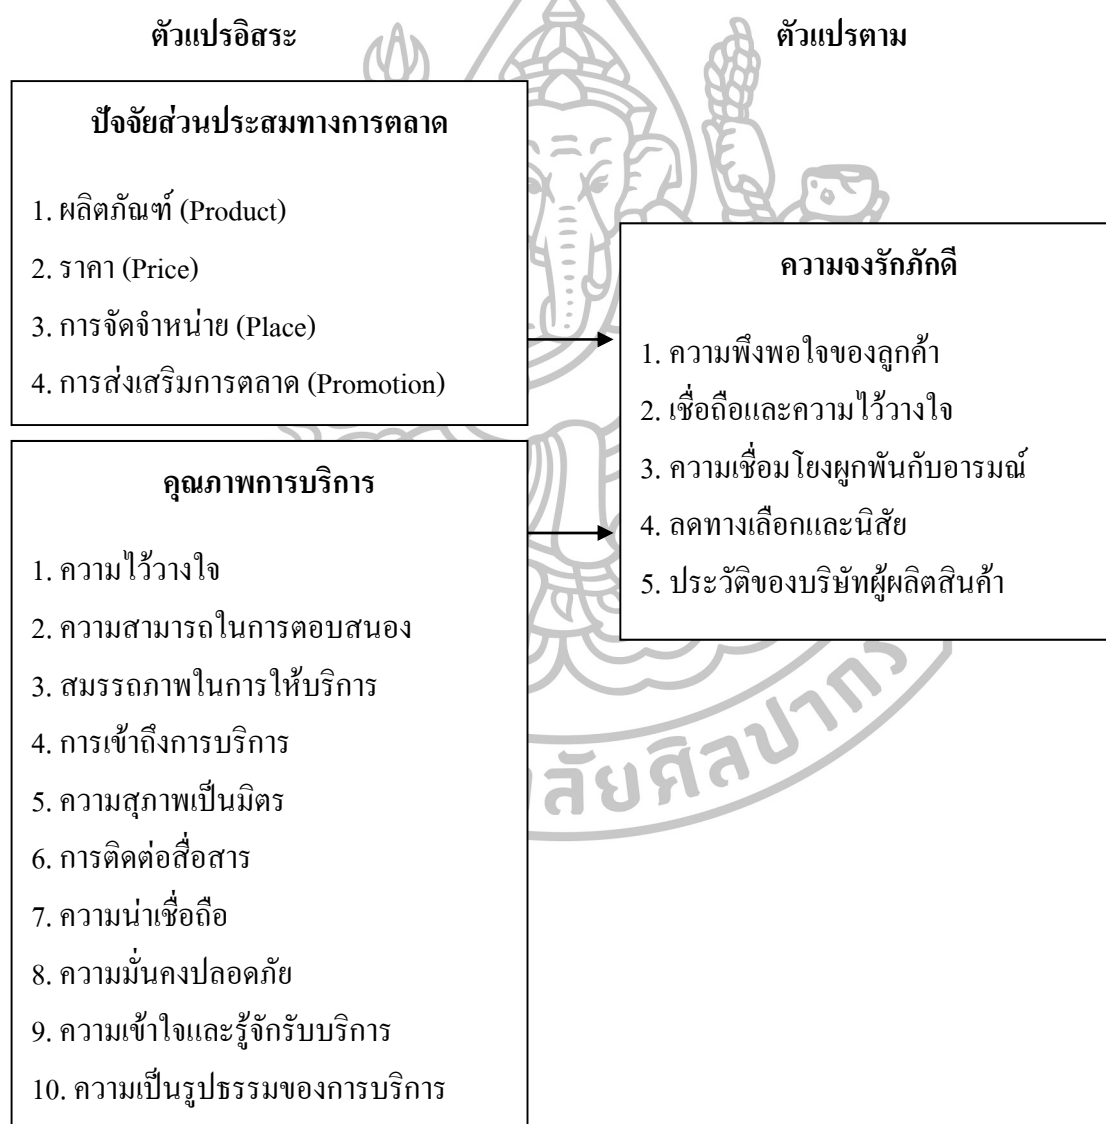 ตัวแปรอิสระ
ตัวแปรตาม
ปัจจัยส่วนประสมทางการตลาด
1. ผลิตภัณฑ์ (Product)
2. ราคา (Price)
3. การจัดจำหน่าย (Place)
4. การส่งเสริมการตลาด (Promotion)
คุณภาพการบริการ
1. ความไว้วางใจ
2. ความสามารถในการตอบสนอง
3. สมรรถภาพในการให้บริการ
4. การเข้าถึงการบริการ
5. ความสุภาพเป็นมิตร
6. การติดต่อสื่อสาร
7. ความน่าเชื่อถือ
8. ความมั่นคงปลอดภัย
9. ความเข้าใจและรู้จักรับบริการ
10. ความเป็นรูปธรรมของการบริการ
ความจงรักภักดี
1. ความพึงพอใจของลูกค้า
2. เชื่อถือและความไว้วางใจ
3. ความเชื่อมโยงผูกพันกับอารมณ์
4. ลดทางเลือกและนิสัย
5. ประวัติของบริษัทผู้ผลิตสินค้า
ลัยศิลปากร